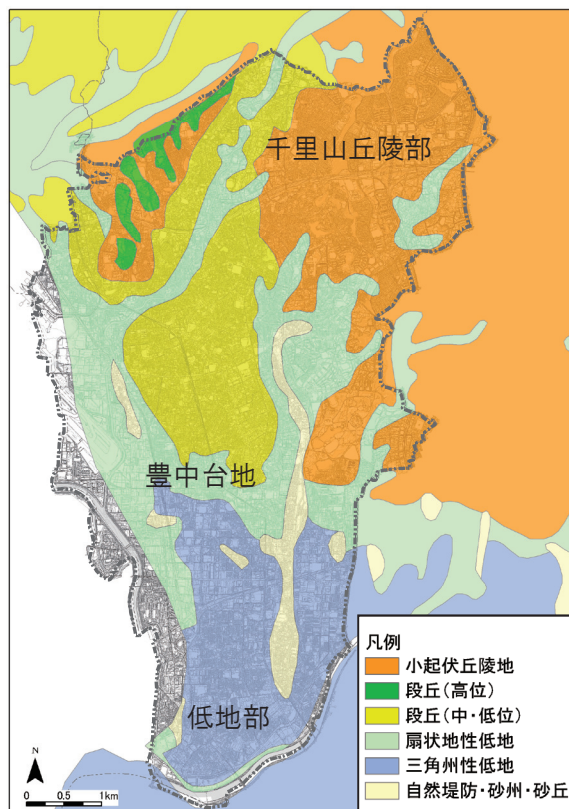 千里山丘陵部
豊中台地
低地部
凡例
小起伏丘陵地
段丘(高位)
段丘(中・低位)
扇状地性低地
三角州性低地
自然堤防・砂州・砂丘
N
0 0.5 1km